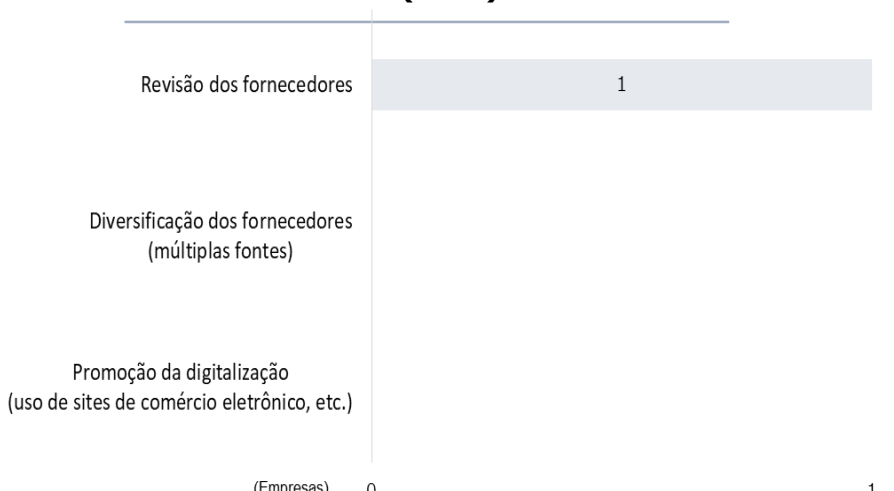 Revisão dos fornecedores
1
Diversificação dos fornecedores
(múltiplas fontes)
Promoção da digitalização
(uso de sites de comércio eletrônico, etc.)
(Empresas) 0 1